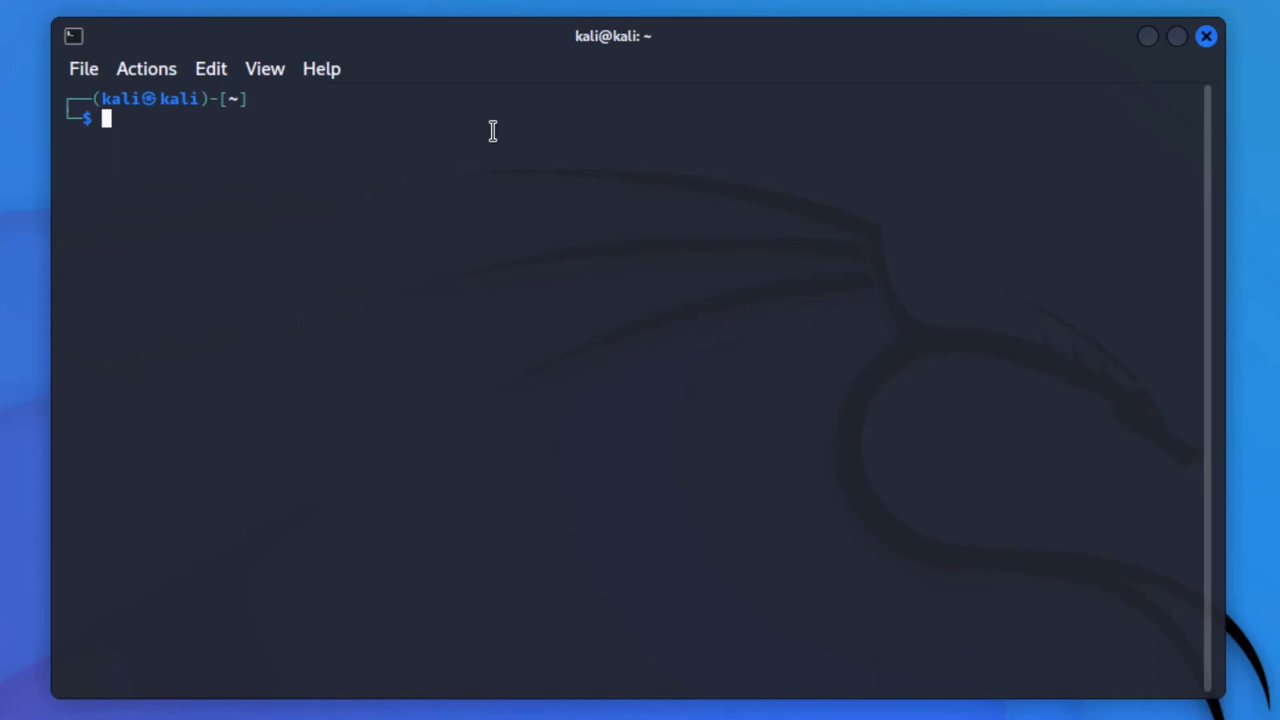 kali@kali: ~
File Actions Edit View Help
┌──(kali㉿kali)-[~]
└─$